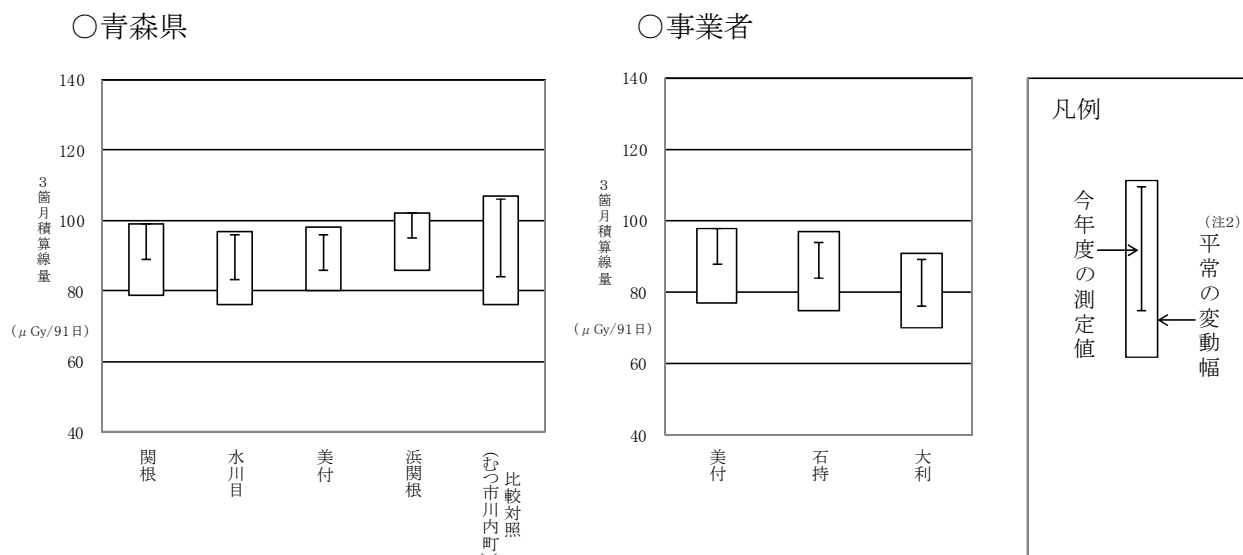 ○青森県
140
120
100
80
60
40
3箇月積算線量
(μGy/91日)
関根
水川目
美付
浜関根
比較対照
(むつ市川内町)
○事業者
140
120
100
80
60
40
3箇月積算線量
(μGy/91日)
美付
石持
大利
凡例
今年度の測定値
(注2)
平常の変動幅